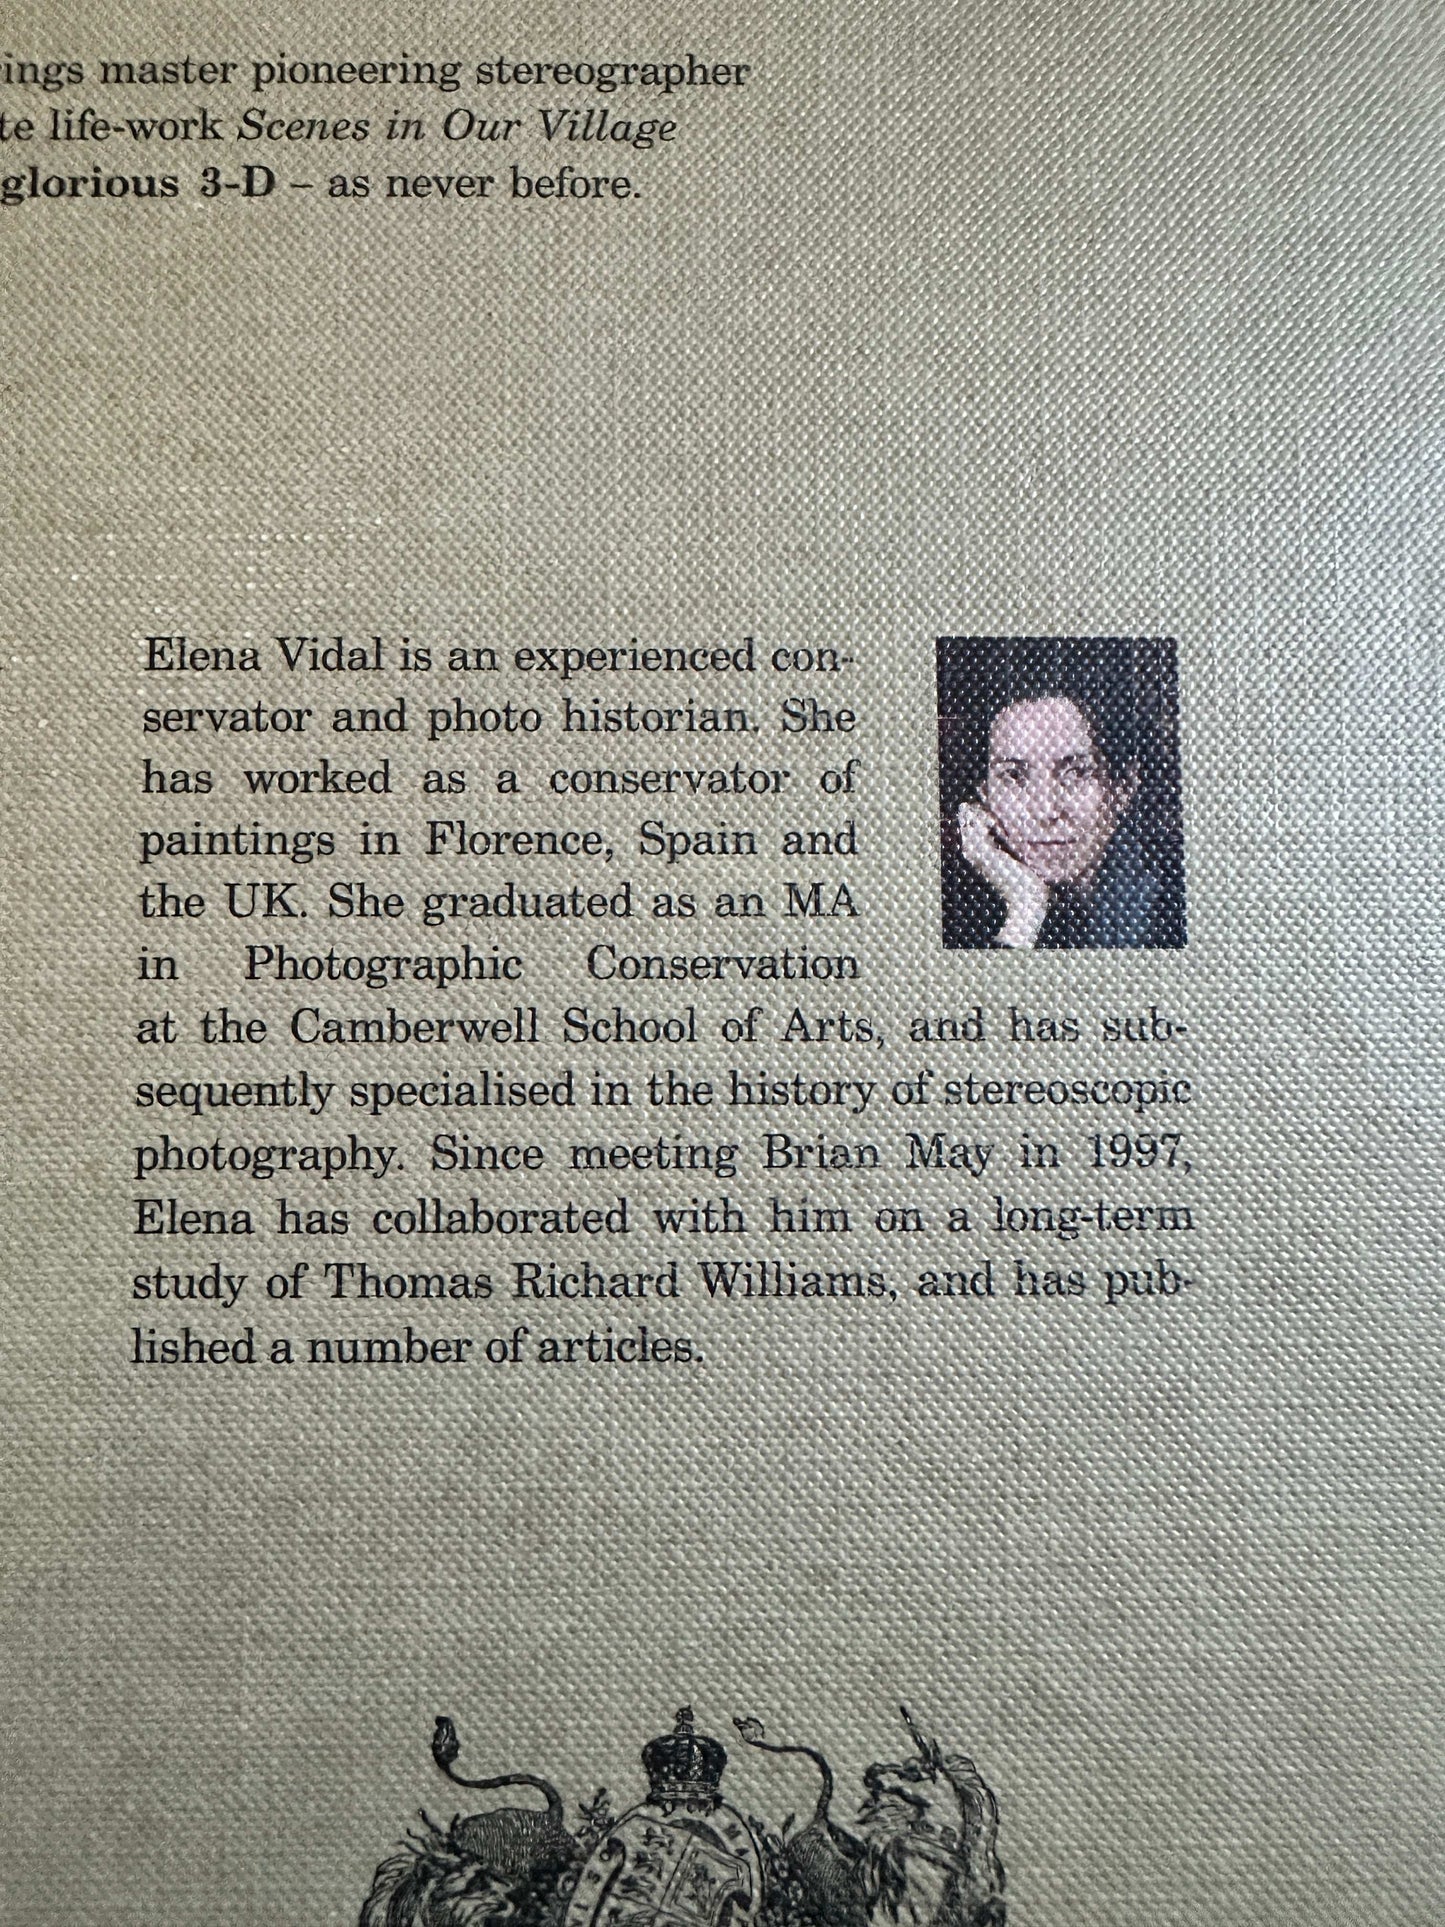 ings master pioneering stereographer
te life-work Scenes in Our Village
glorious 3-D – as never before.
Elena Vidal is an experienced con-
servator and photo historian. She
has worked as a conservator of
paintings in Florence, Spain and
the UK. She graduated as an MA
in Photographic Conservation
at the Camberwell School of Arts, and has sub-
sequently specialised in the history of stereoscopic
photography. Since meeting Brian May in 1997,
Elena has collaborated with him on a long-term
study of Thomas Richard Williams, and has pub-
lished a number of articles.